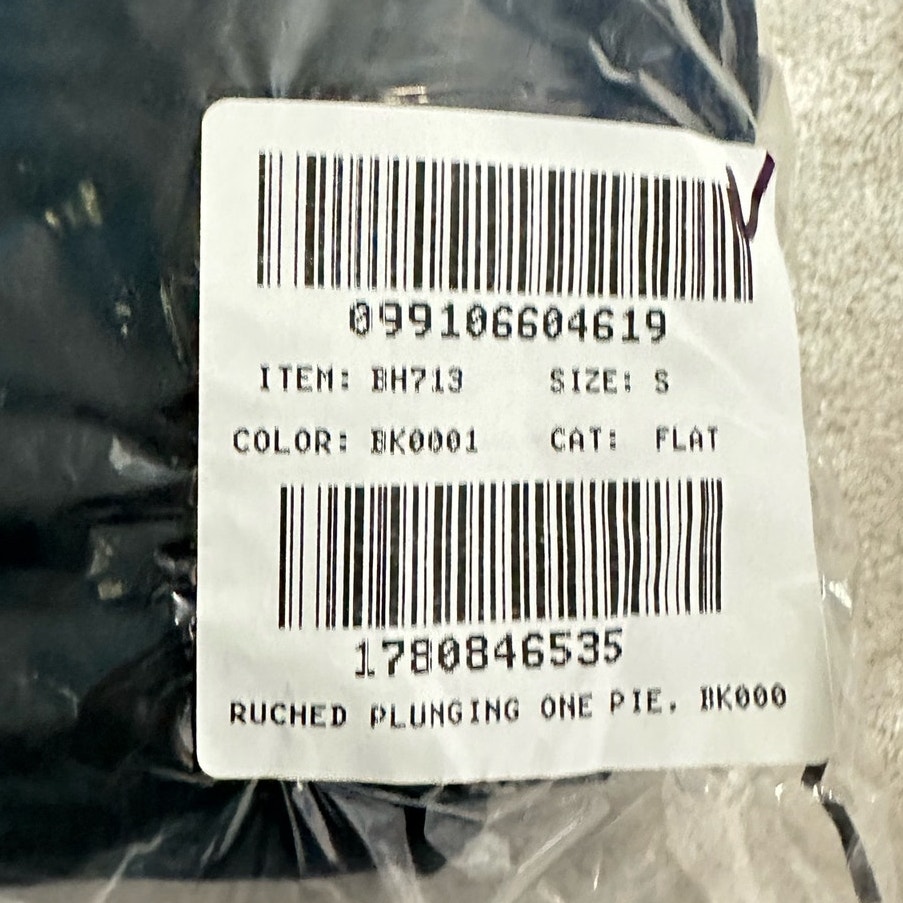 099106604619
ITEM: BH713 SIZE: S
COLOR: BK0001 CAT: FLAT
1780846535
RUCHED PLUNGING ONE PIE. BK000